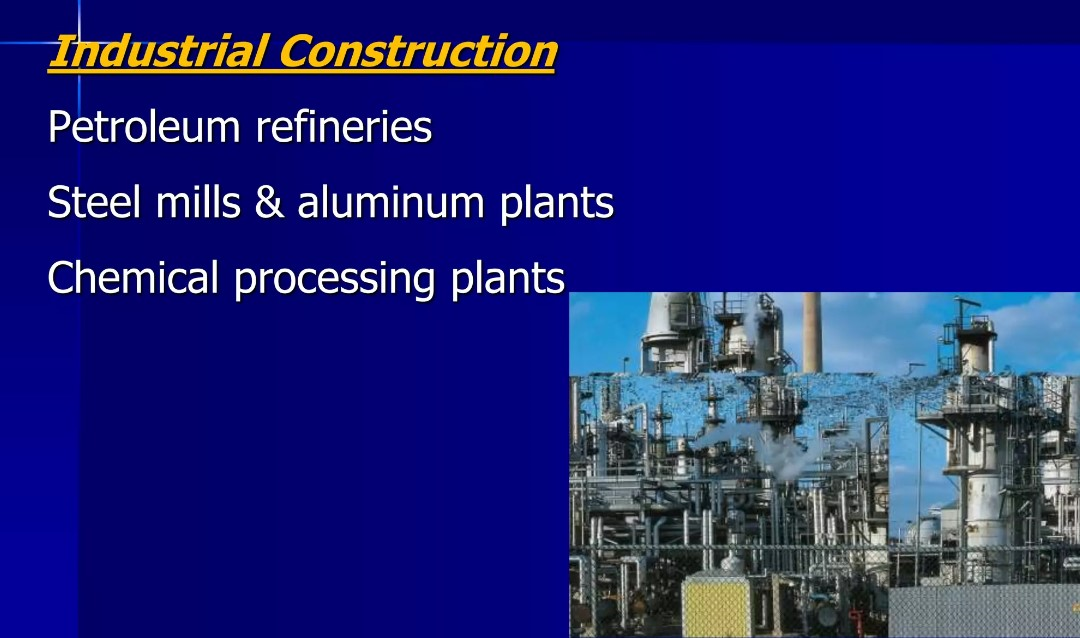 Industrial Construction
Petroleum refineries
Steel mills & aluminum plants
Chemical processing plants